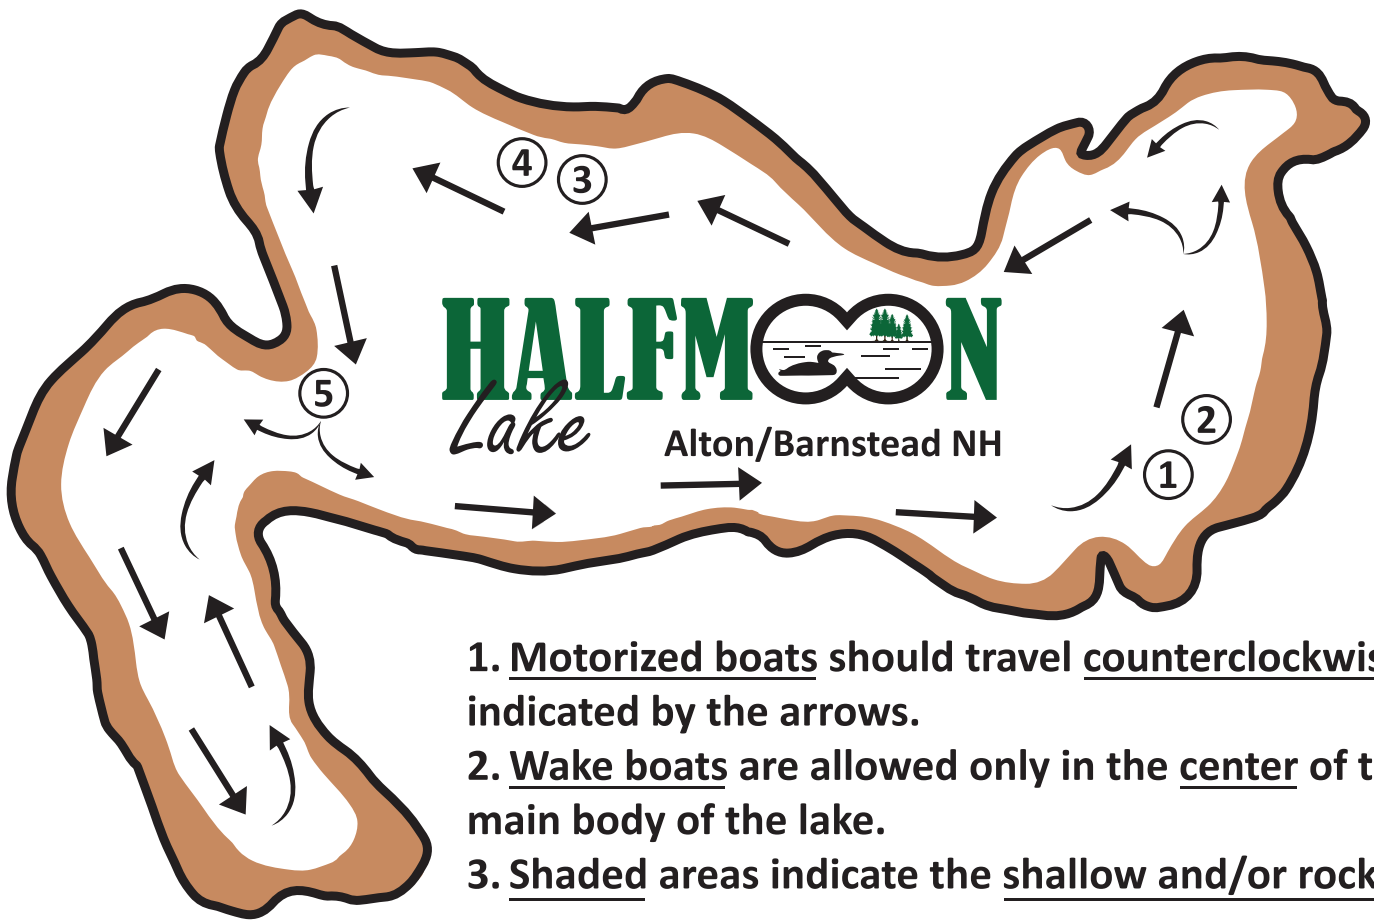 4
3
HALFMOON
Lake
5
Alton/Barnstead NH
2
1
1. Motorized boats should travel counterclockwis
indicated by the arrows.
2. Wake boats are allowed only in the center of t
main body of the lake.
3. Shaded areas indicate the shallow and/or rock